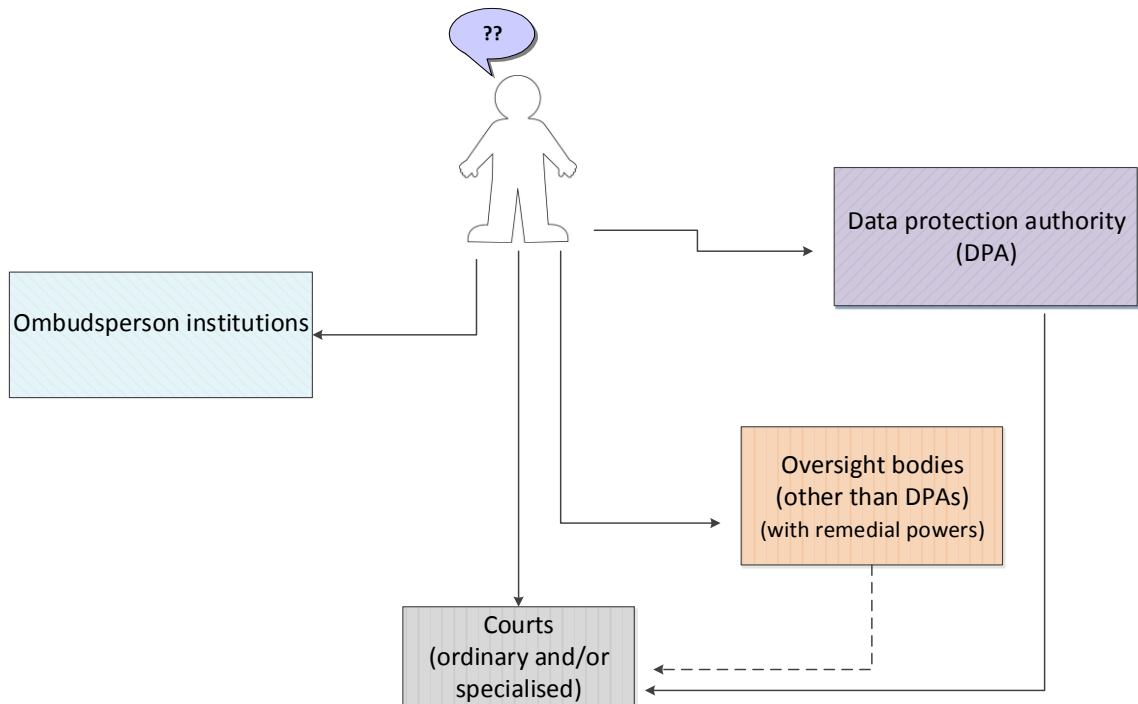 ??
Data protection authority
(DPA)
Ombudsperson institutions
Oversight bodies
(other than DPAs)
(with remedial powers)
Courts
(ordinary and/or
specialised)